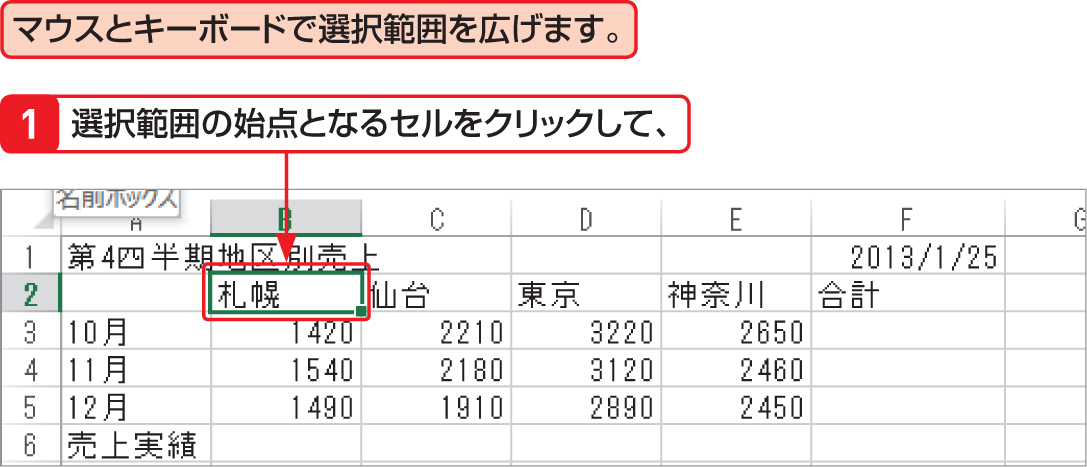 マウスとキーボードで選択範囲を広げます。
1 選択範囲の始点となるセルをクリックして、
名前ボックス
A B C D E F G
1 第4四半期地区別売上 2013/1/25
2 札幌 仙台 東京 神奈川 合計
3 10月 1420 2210 3220 2650
4 11月 1540 2180 3120 2460
5 12月 1490 1910 2890 2450
6 売上実績